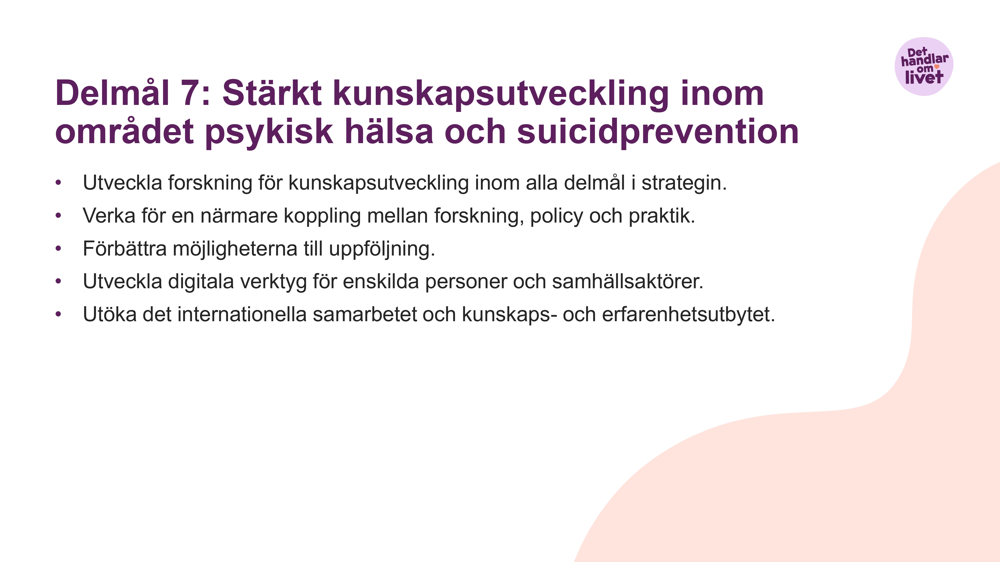 Det
handlar
om
livet
Delmål 7: Stärkt kunskapsutveckling inom
området psykisk hälsa och suicidprevention
• Utveckla forskning för kunskapsutveckling inom alla delmål i strategin.
• Verka för en närmare koppling mellan forskning, policy och praktik.
• Förbättra möjligheterna till uppföljning.
• Utveckla digitala verktyg för enskilda personer och samhällsaktörer.
• Utöka det internationella samarbetet och kunskaps- och erfarenhetsutbytet.